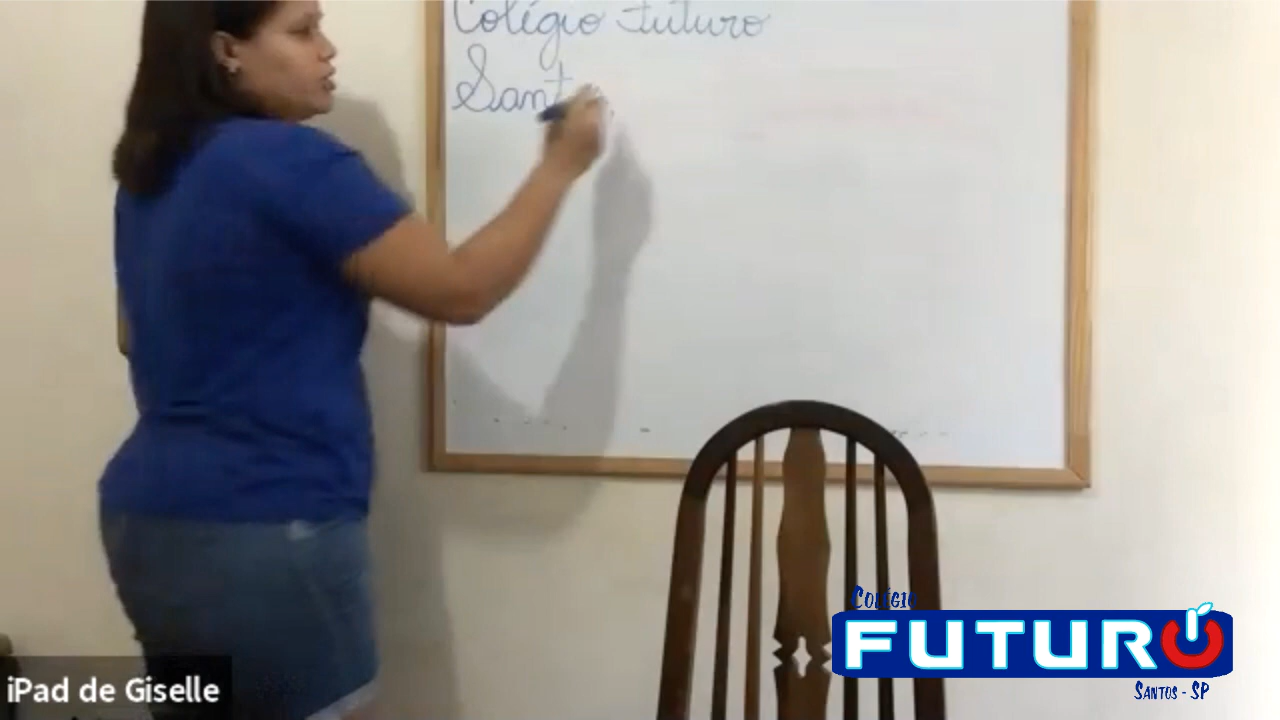 Colégio Futuro
Sant
iPad de Giselle
COLÉGIO
FUTURO
SANTOS - SP